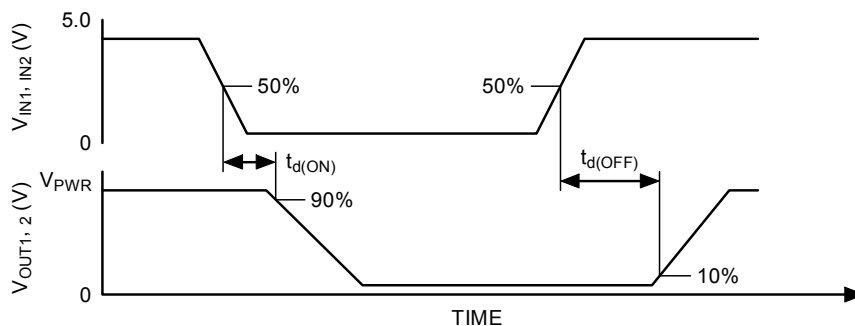 5.0
V_IN1, IN2 (V)
50%
50%
0
t_d(ON)
t_d(OFF)
V_PWR
V_OUT1, 2 (V)
90%
10%
0
TIME